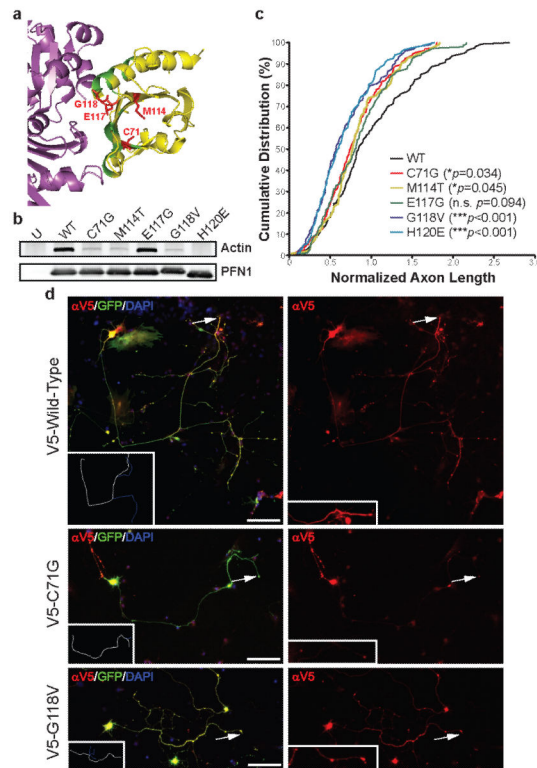 a
G118
E117
M114
C71
b
U
WT
C71G
M114T
E117G
G118V
H120E
Actin
PFN1
c
Cumulative Distribution (%)
100
90
80
70
60
50
40
30
20
10
0
WT
C71G (*p=0.034)
M114T (*p=0.045)
E117G (n.s. p=0.094)
G118V (***p<0.001)
H120E (***p<0.001)
0
0.5
1.0
1.5
2.0
2.5
3.0
Normalized Axon Length
d
V5-Wild-Type
αV5/GFP/DAPI
αV5
V5-C71G
αV5/GFP/DAPI
αV5
V5-G118V
αV5/GFP/DAPI
αV5